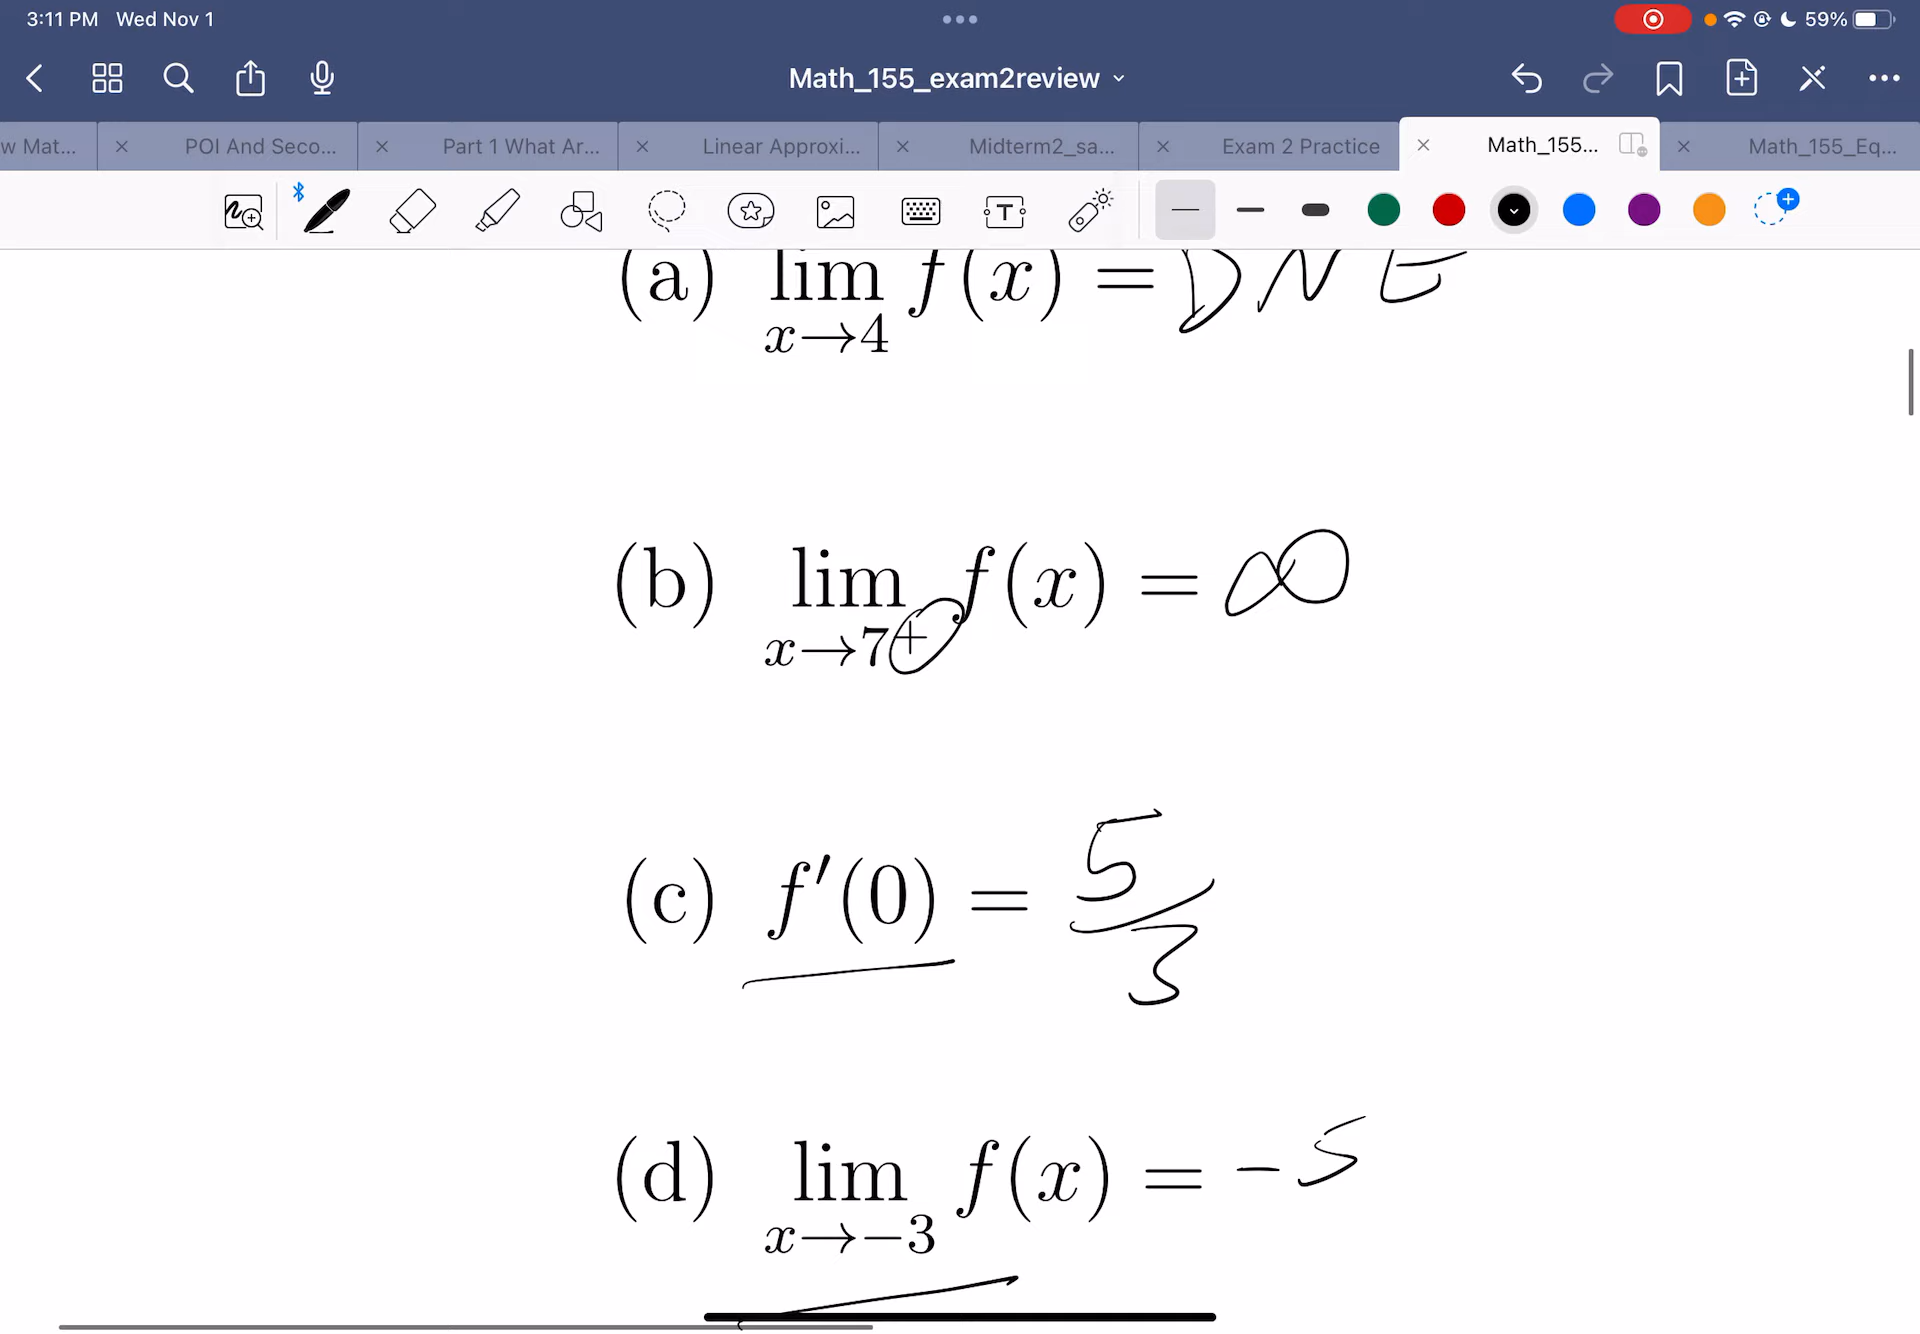 3:11 PM Wed Nov 1
59%
Math_155_exam2review
w Mat...
POI And Seco...
Part 1 What Ar...
Linear Approxi...
Midterm2_sa...
Exam 2 Practice
Math_155...
Math_155_Eq...
T
(a) lim f(x) = DNE
x→4
(b) lim f(x) = ∞
x→7+
(c) f'(0) = 5/3
(d) lim f(x) = -5
x→-3